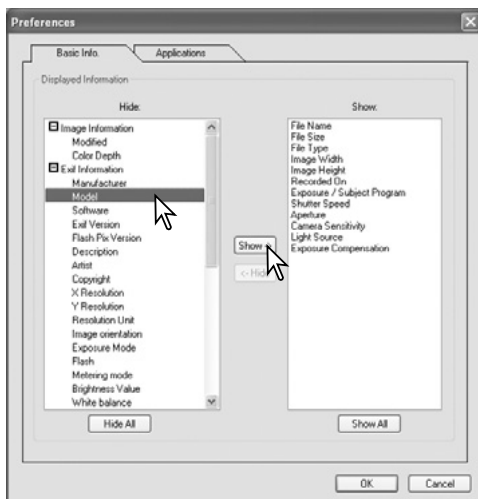 Preferences
Basic Info.
Applications
Displayed Information
Hide:
Image Information
Modified
Color Depth
Exif Information
Manufacturer
Model
Software
Exif Version
Flash Pix Version
Description
Artist
Copyright
X Resolution
Y Resolution
Resolution Unit
Image orientation
Exposure Mode
Flash
Metering mode
Brightness Value
White balance
Hide All
Show
<- Hide
Show:
File Name
File Size
File Type
Image Width
Image Height
Recorded On
Exposure / Subject Program
Shutter Speed
Aperture
Camera Sensitivity
Light Source
Exposure Compensation
Show All
OK
Cancel